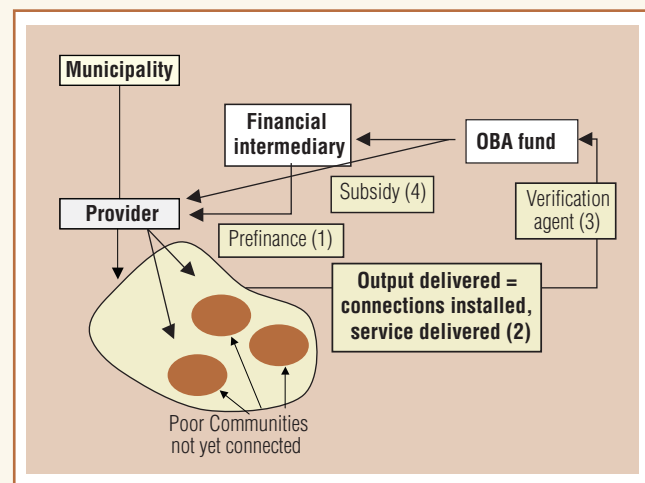 Municipality
Financial
intermediary
OBA fund
Subsidy (4)
Verification
agent (3)
Provider
Prefinance (1)
Output delivered =
connections installed,
service delivered (2)
Poor Communities
not yet connected